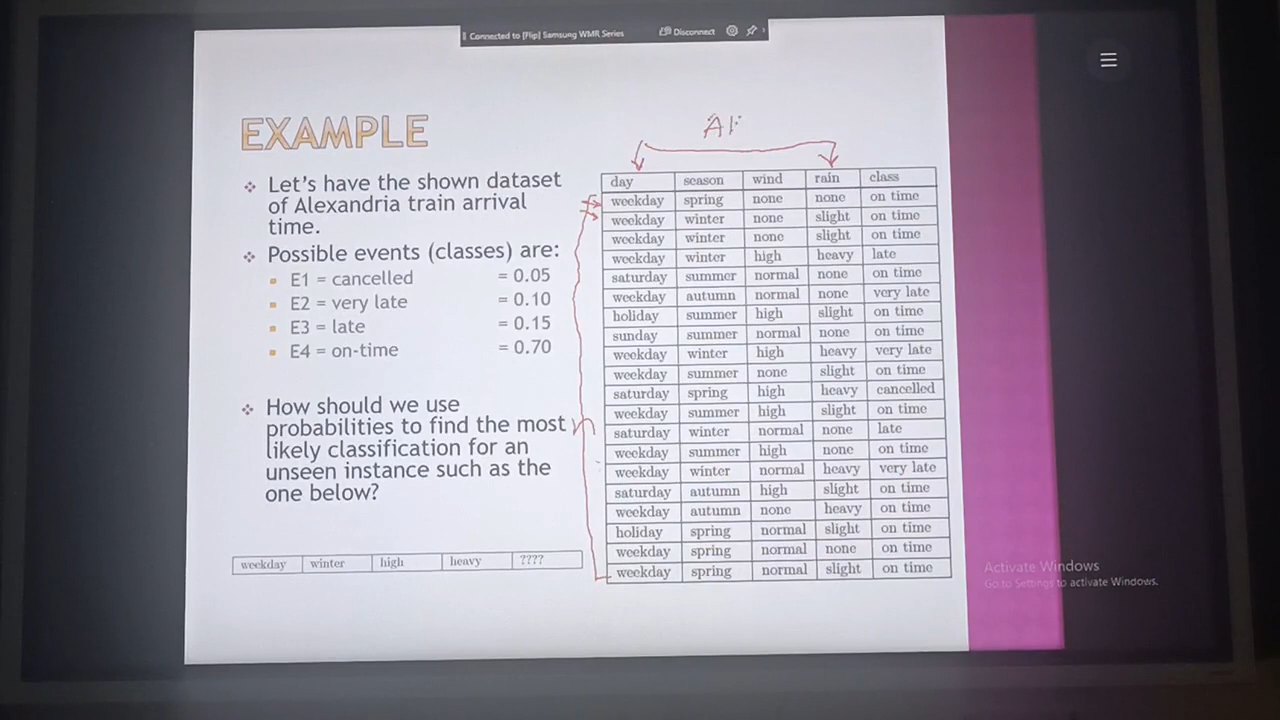 Connected to [Flip] Samsung WMR Series
Disconnect
EXAMPLE
Let's have the shown dataset
of Alexandria train arrival
time.
Possible events (classes) are:
E1 = cancelled = 0.05
E2 = very late = 0.10
E3 = late = 0.15
E4 = on-time = 0.70
How should we use
probabilities to find the most
likely classification for an
unseen instance such as the
one below?
weekday winter high heavy ????
day season wind rain class
weekday spring none none on time
weekday winter none slight on time
weekday winter none slight on time
weekday winter high heavy late
saturday summer normal none on time
weekday autumn normal none very late
holiday summer high slight on time
sunday summer normal none on time
weekday winter high heavy very late
weekday summer none slight on time
saturday spring high heavy cancelled
weekday summer high slight on time
saturday winter normal none late
weekday summer high none on time
weekday winter normal heavy very late
saturday autumn high slight on time
weekday autumn none heavy on time
holiday spring normal slight on time
weekday spring normal none on time
weekday spring normal slight on time
Activate Windows
Go to Settings to activate Windows.